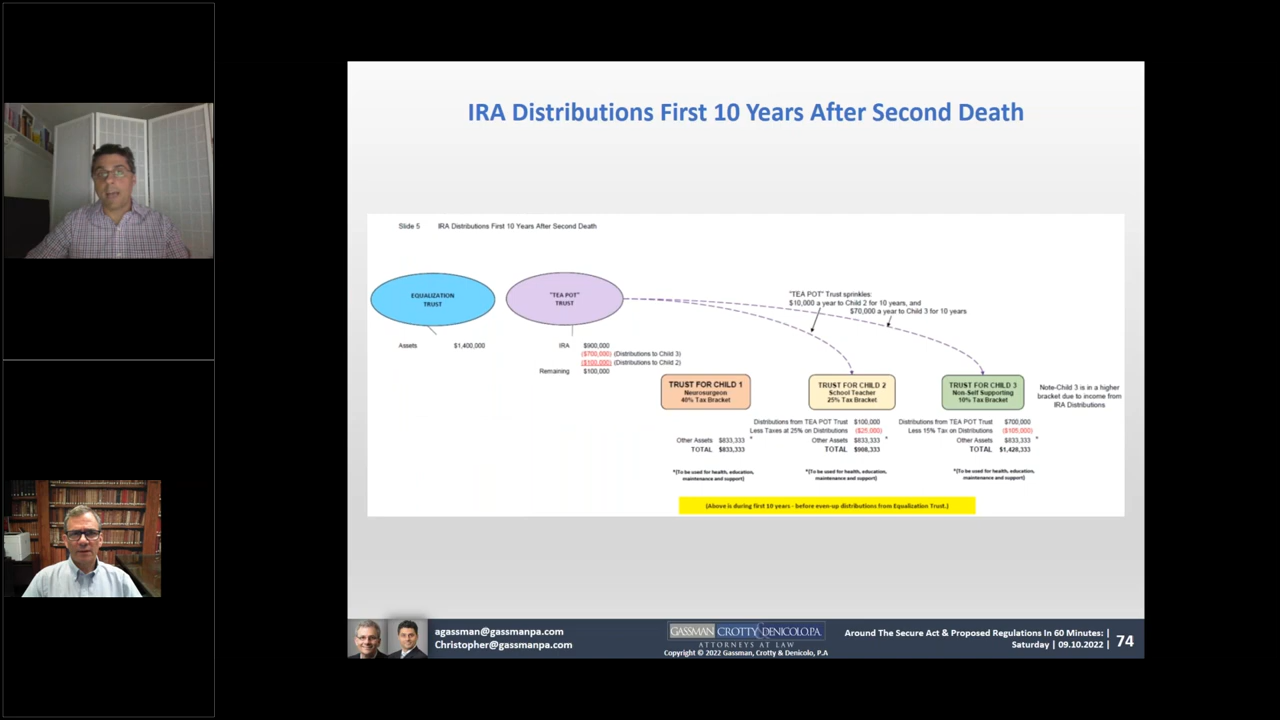 IRA Distributions First 10 Years After Second Death
Slide 5 IRA Distributions First 10 Years After Second Death
EQUALIZATION
TRUST
Assets $1,400,000
"TEA POT"
TRUST
IRA $900,000
($700,000) (Distributions to Child 3)
($100,000) (Distributions to Child 2)
Remaining $100,000
"TEA POT" Trust sprinkles:
$10,000 a year to Child 2 for 10 years, and
$70,000 a year to Child 3 for 10 years
TRUST FOR CHILD 1
Neurosurgeon
40% Tax Bracket
Other Assets $833,333 *
TOTAL $833,333
*[To be used for health, education,
maintenance and support]
TRUST FOR CHILD 2
School Teacher
25% Tax Bracket
Distributions from TEA POT Trust $100,000
Less Taxes at 25% on Distributions ($25,000)
Other Assets $833,333 *
TOTAL $908,333
*[To be used for health, education,
maintenance and support]
TRUST FOR CHILD 3
Non-Self Supporting
10% Tax Bracket
Distributions from TEA POT Trust $700,000
Less 15% Tax on Distributions ($105,000)
Other Assets $833,333 *
TOTAL $1,428,333
*[To be used for health, education,
maintenance and support]
Note-Child 3 is in a higher
bracket due to income from
IRA Distributions
(Above is during first 10 years - before even-up distributions from Equalization Trust.)
agassman@gassmanpa.com
Christopher@gassmanpa.com
GASSMAN CROTTY & DENICOLO, P.A.
ATTORNEYS AT LAW
Copyright © 2022 Gassman, Crotty & Denicolo, P.A
Around The Secure Act & Proposed Regulations In 60 Minutes: |
Saturday | 09.10.2022 |
74